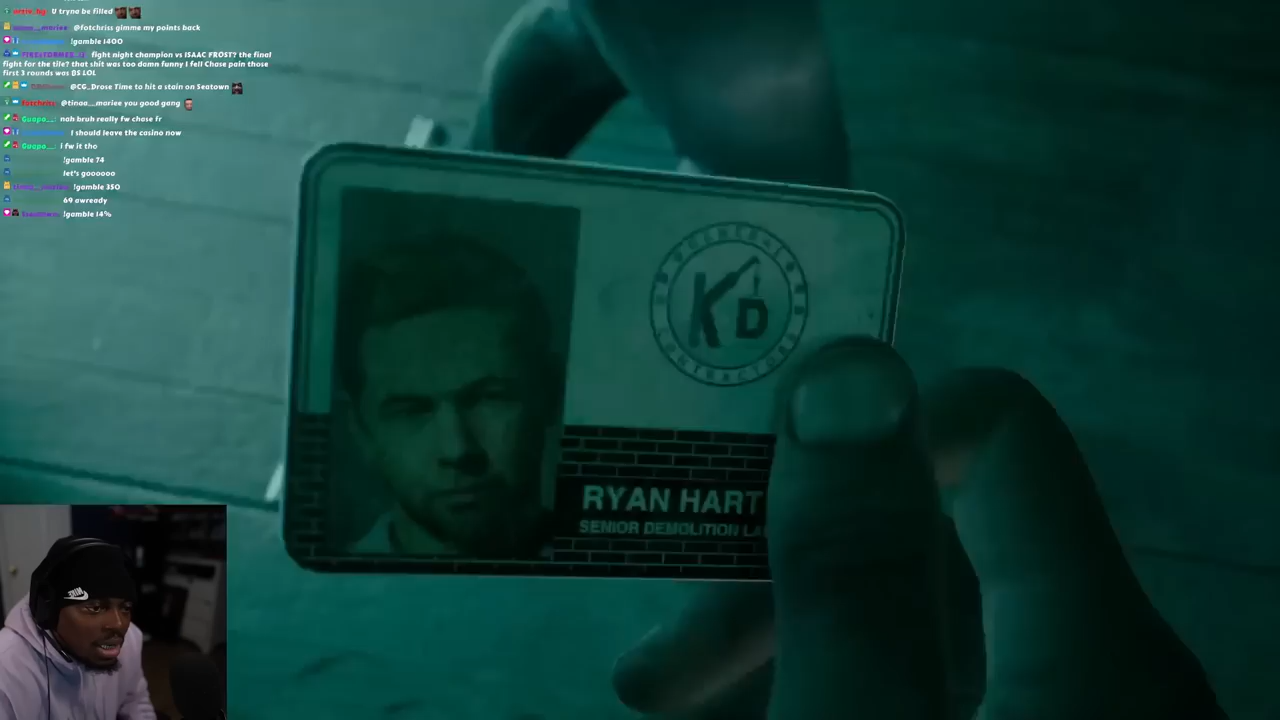 U tryna be filled
@fotchriss gimme my points back
!gamble 1400
fight night champion vs ISAAC FROST? the final
fight for the tile? that shit was too damn funny I fell Chase pain those
first 3 rounds was BS LOL
@CG_Drose Time to hit a stain on Seatown
@tinaa__mariee you good gang
Guapo__: nah bruh really fw chase fr
I should leave the casino now
Guapo__: i fw it tho
!gamble 74
let's goooooo
!gamble 350
69 awready
!gamble 14%
KD
CONTRACTORS
RYAN HART
SENIOR DEMOLITION